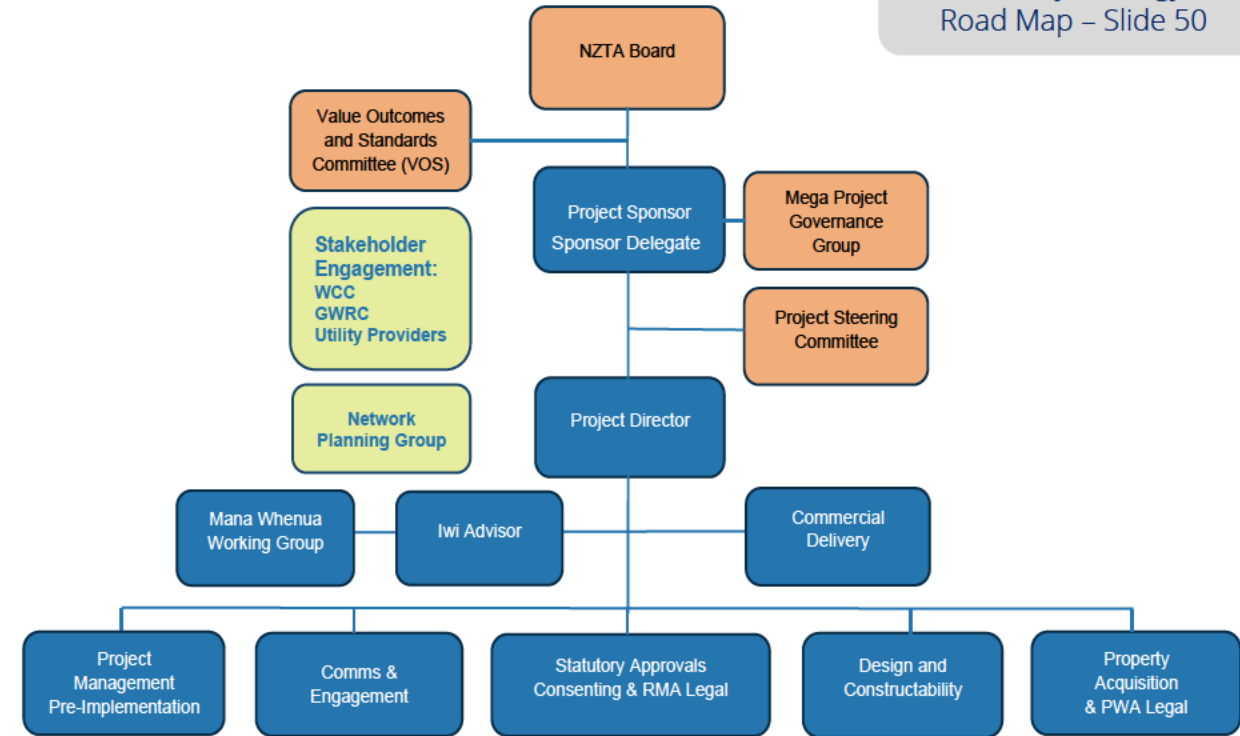 Road Map – Slide 50
NZTA Board
Value Outcomes
and Standards
Committee (VOS)
Project Sponsor
Sponsor Delegate
Mega Project
Governance
Group
Stakeholder
Engagement:
WCC
GWRC
Utility Providers
Project Steering
Committee
Network
Planning Group
Project Director
Mana Whenua
Working Group
Iwi Advisor
Commercial
Delivery
Project
Management
Pre-Implementation
Comms &
Engagement
Statutory Approvals
Consenting & RMA Legal
Design and
Constructability
Property
Acquisition
& PWA Legal